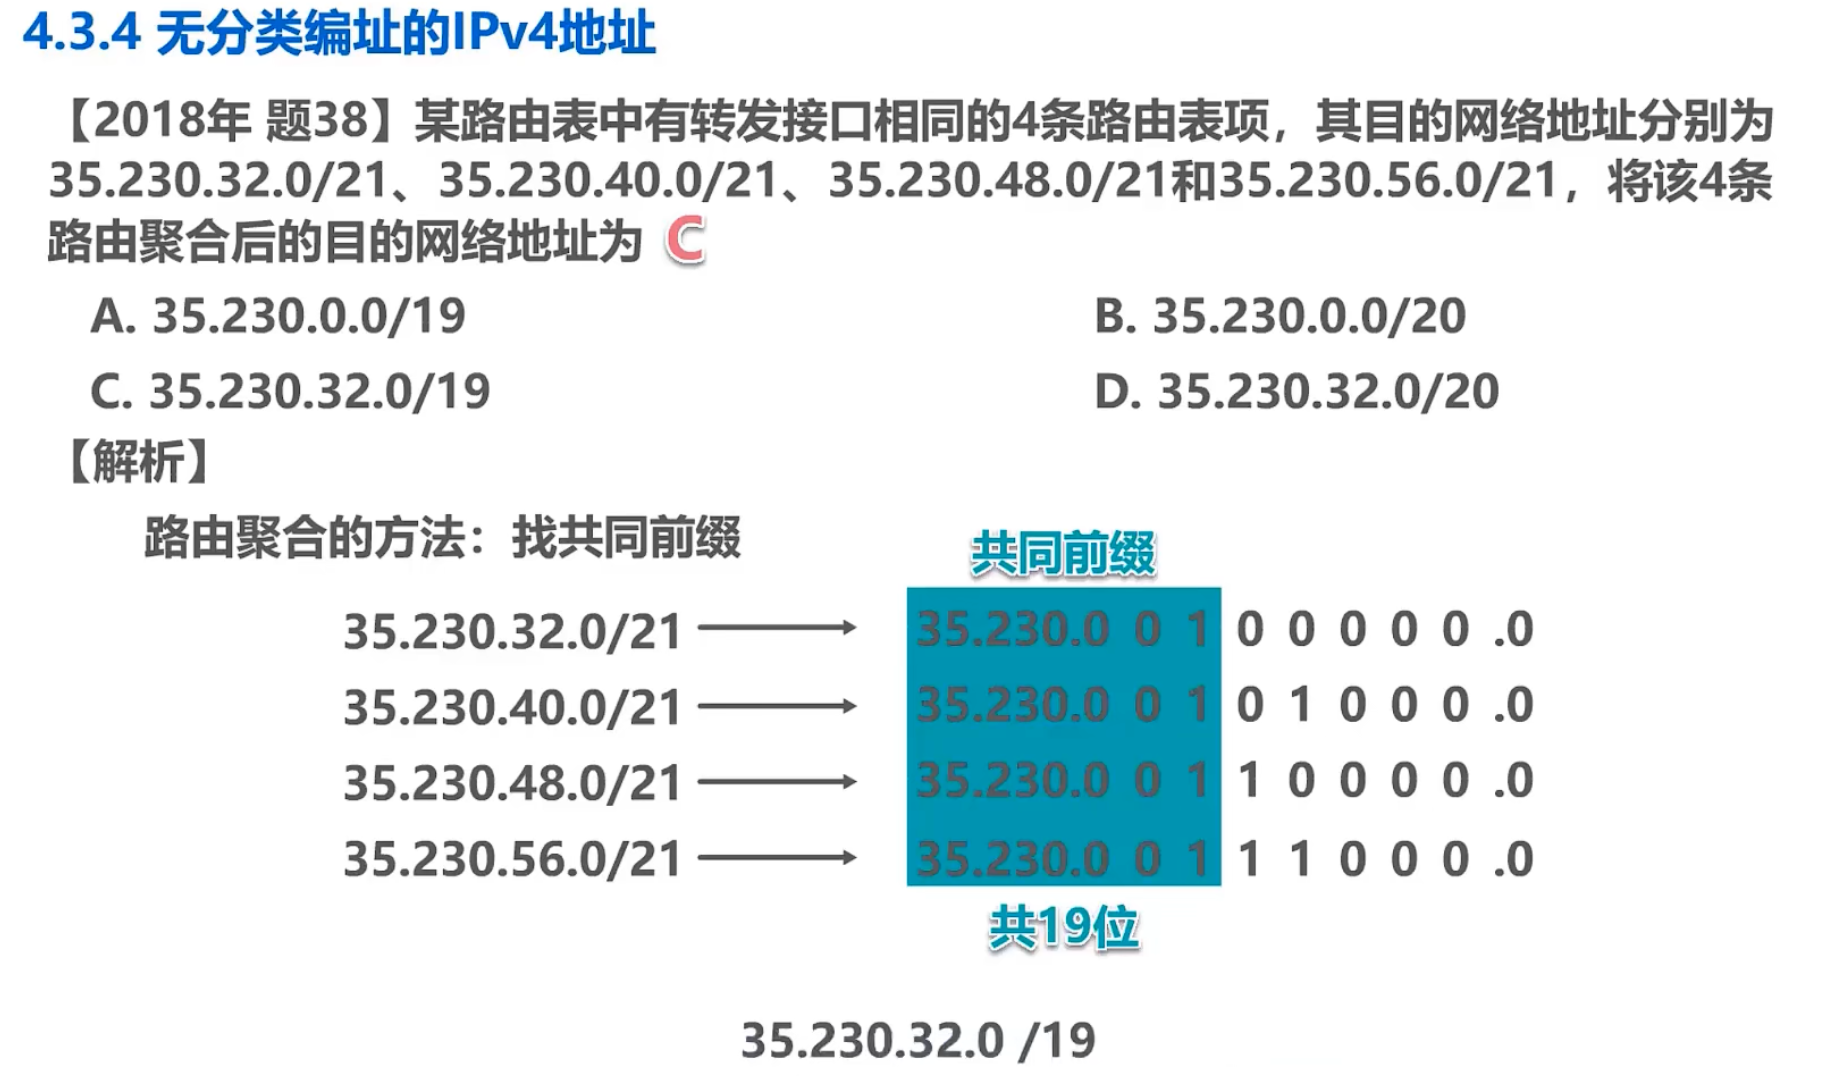 4.3.4 无分类编址的IPv4地址
【2018年 题38】某路由表中有转发接口相同的4条路由表项，其目的网络地址分别为
35.230.32.0/21、35.230.40.0/21、35.230.48.0/21和35.230.56.0/21，将该4条
路由聚合后的目的网络地址为 C
A. 35.230.0.0/19
B. 35.230.0.0/20
C. 35.230.32.0/19
D. 35.230.32.0/20
【解析】
路由聚合的方法：找共同前缀
共同前缀
35.230.32.0/21 35.230.0 0 1 0 0 0 0 0 .0
35.230.40.0/21 35.230.0 0 1 0 1 0 0 0 .0
35.230.48.0/21 35.230.0 0 1 1 0 0 0 0 .0
35.230.56.0/21 35.230.0 0 1 1 1 0 0 0 .0
共19位
35.230.32.0 /19